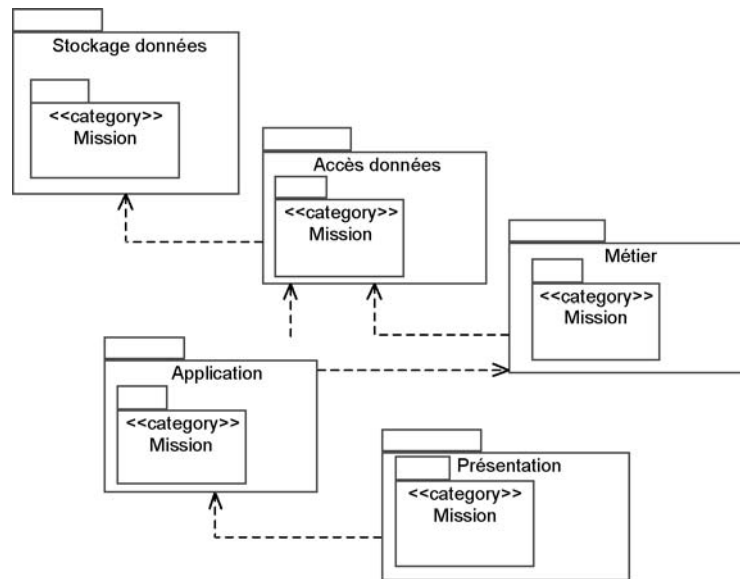 Stockage données
<<category>>
Mission
Accès données
<<category>>
Mission
Métier
<<category>>
Mission
Application
<<category>>
Mission
Présentation
<<category>>
Mission